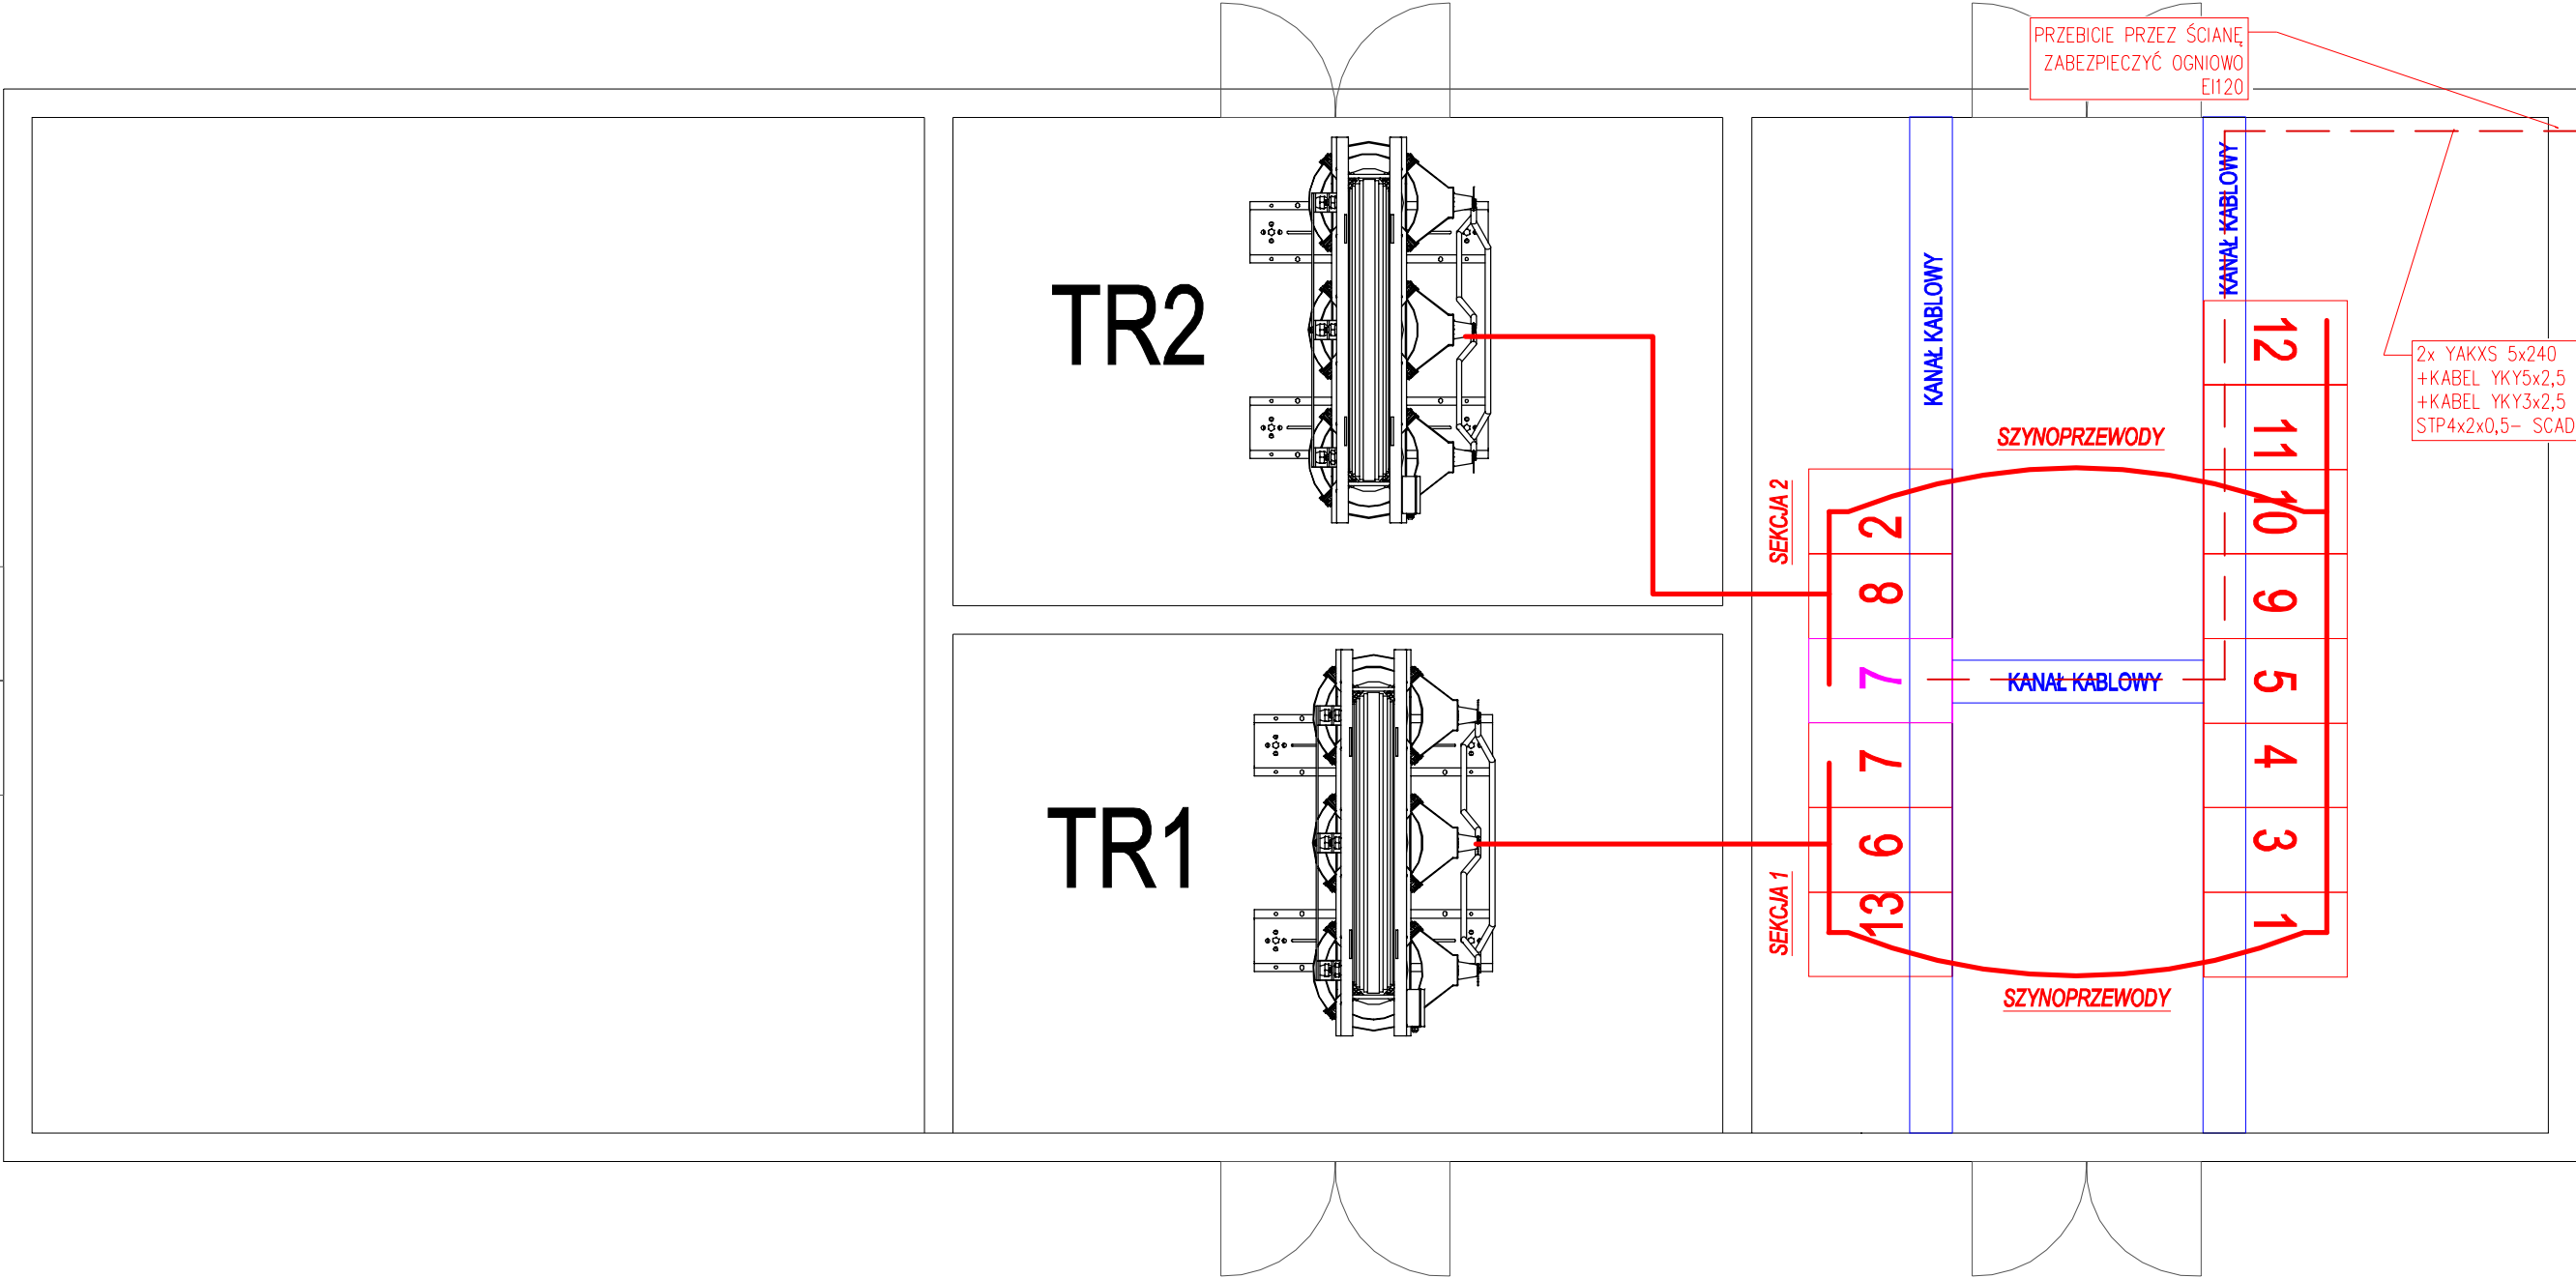 PRZEBICIE PRZEZ ŚCIANĘ
ZABEZPIECZYĆ OGNIOWO
EI120
KANAŁ KABLOWY
KANAŁ KABLOWY
TR2
2x YAKXS 5x240
+KABEL YKY5x2,5
+KABEL YKY3x2,5
STP4x2x0,5- SCAD
SZYNOPRZEWODY
SEKCJA 2
2
8
7
7
6
13
12
11
10
9
5
4
3
1
KANAŁ KABLOWY
TR1
SEKCJA 1
SZYNOPRZEWODY